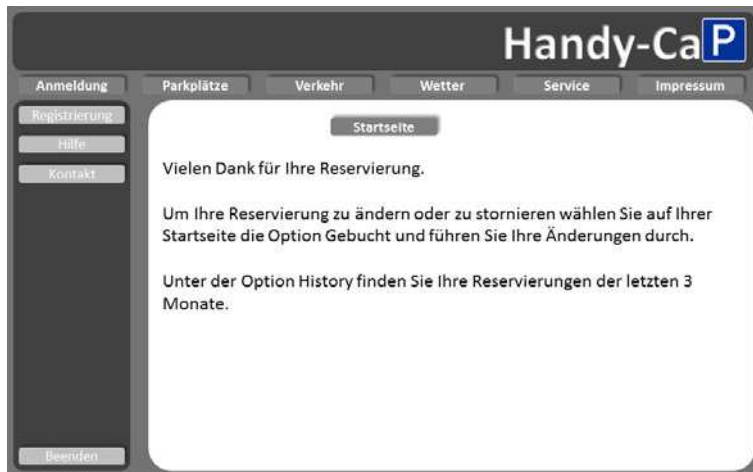 Handy-CaP
Anmeldung Parkplätze Verkehr Wetter Service Impressum
Registrierung
Hilfe
Kontakt
Startseite
Vielen Dank für Ihre Reservierung.
Um Ihre Reservierung zu ändern oder zu stornieren wählen Sie auf Ihrer
Startseite die Option Gebucht und führen Sie Ihre Änderungen durch.
Unter der Option History finden Sie Ihre Reservierungen der letzten 3
Monate.
Beenden